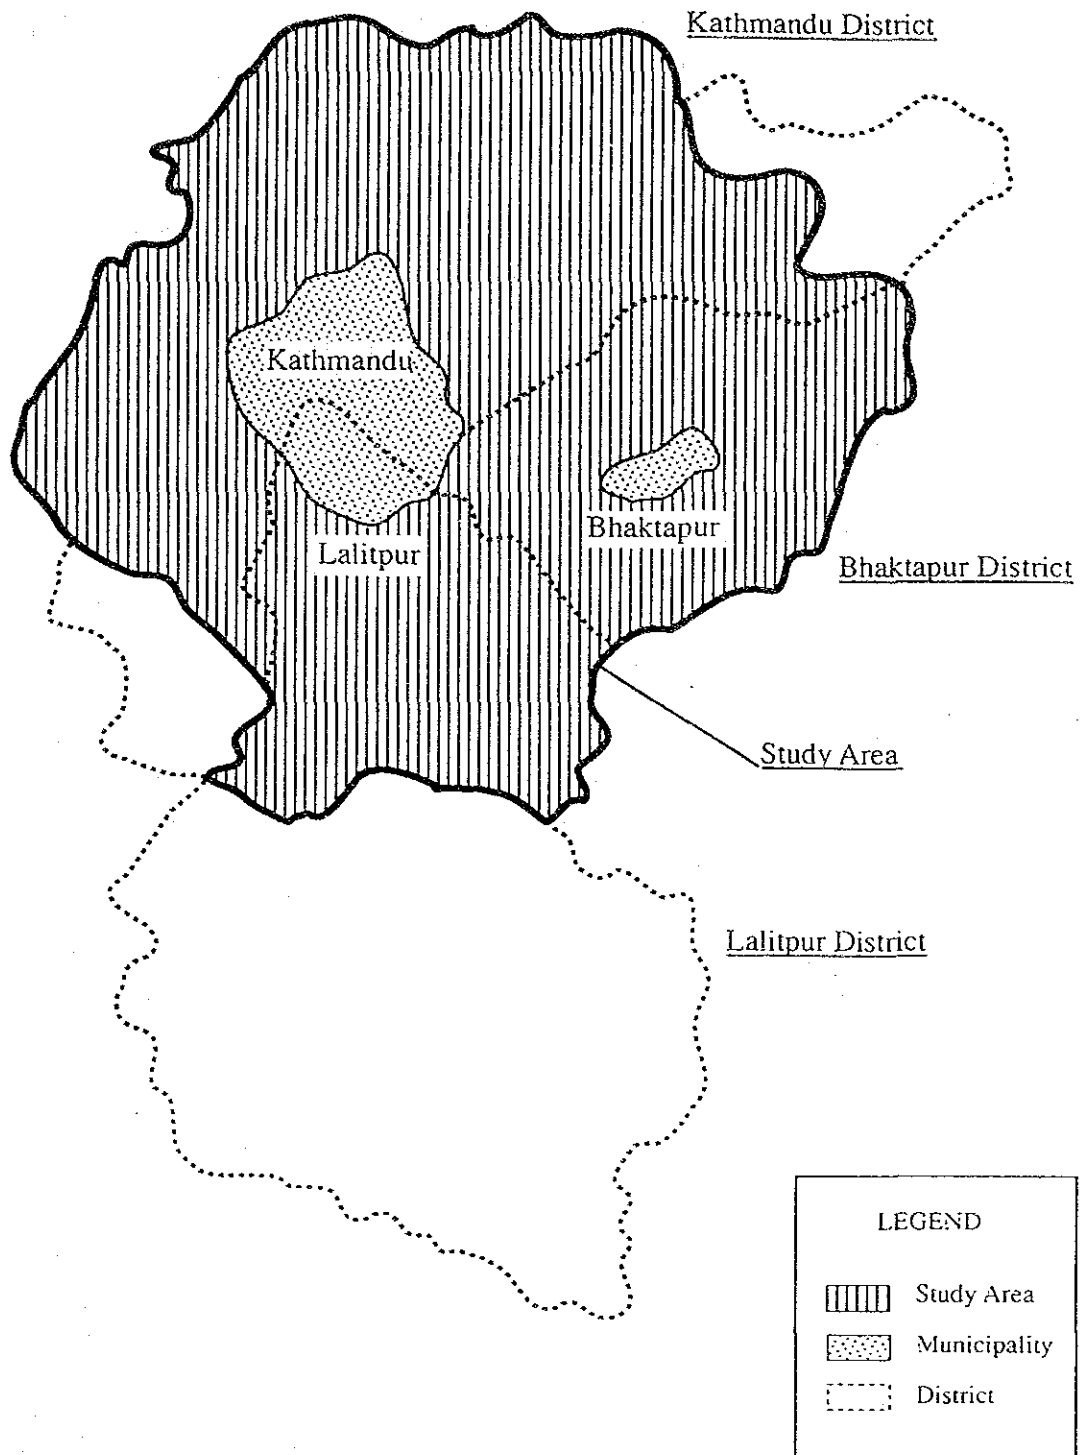 Kathmandu District
Kathmandu
Bhaktapur
Lalitpur
Bhaktapur District
Study Area
Lalitpur District
LEGEND
Study Area
Municipality
District